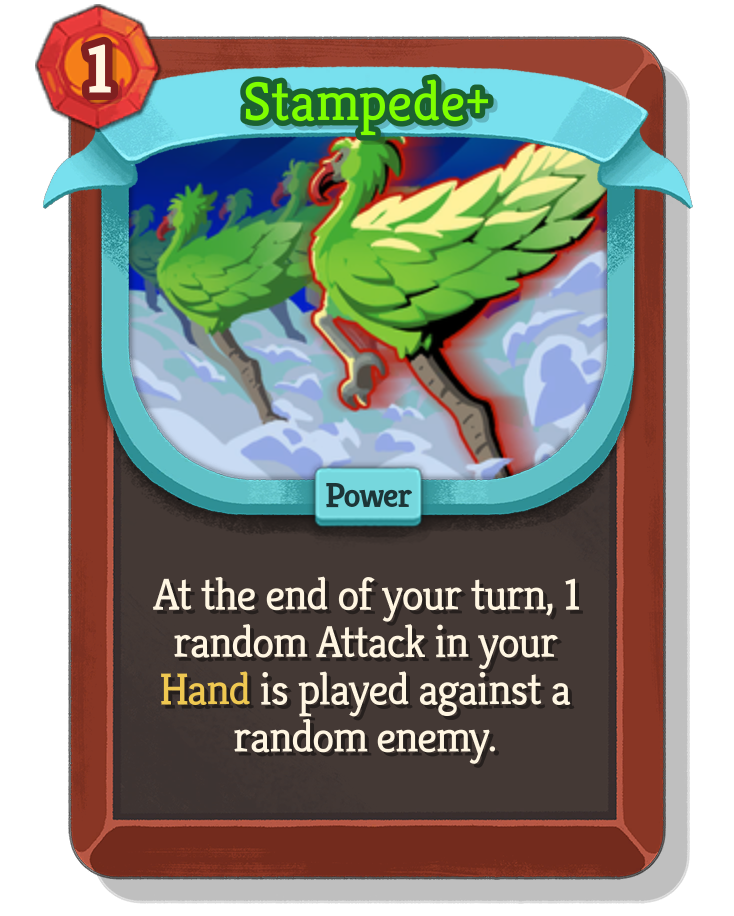 1
Stampede+
Power
At the end of your turn, 1
random Attack in your
Hand is played against a
random enemy.